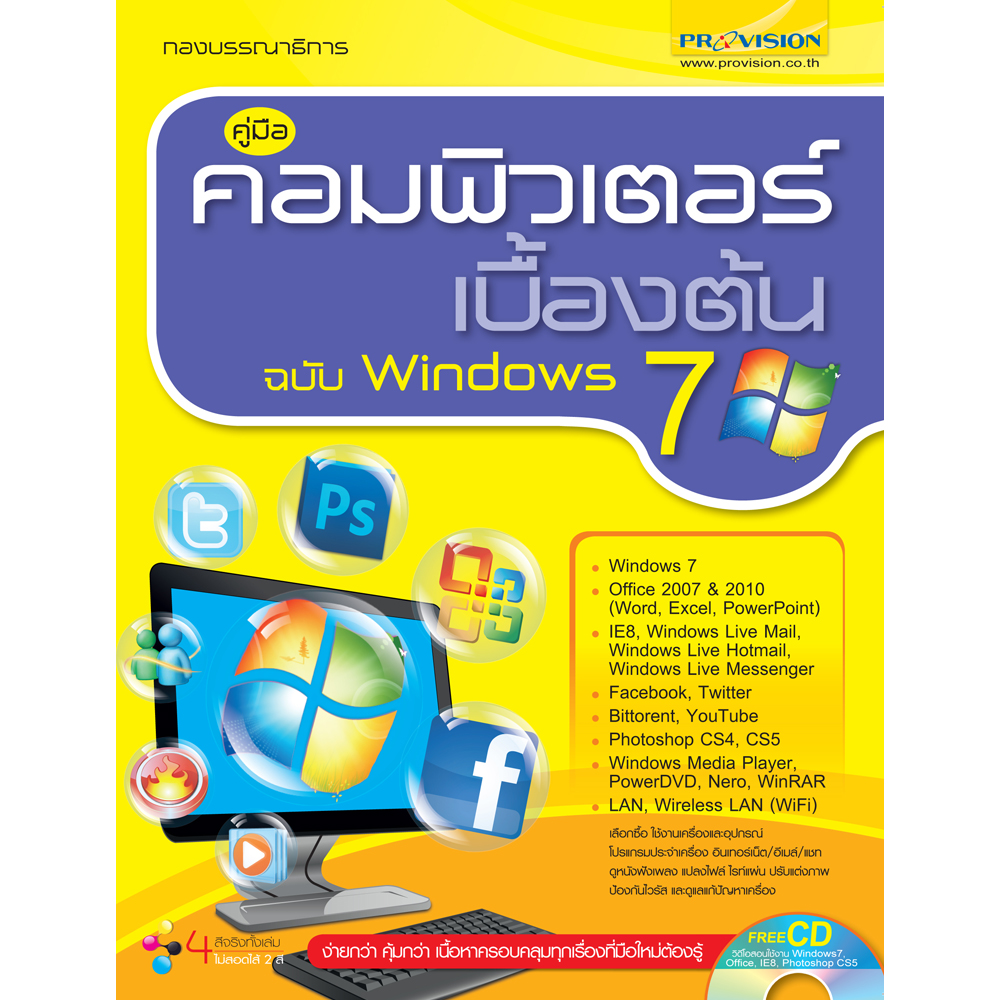 กองบรรณาธิการ
PROVISION
www.provision.co.th
คู่มือ
คอมพิวเตอร์
เบื้องต้น
ฉบับ Windows 7
t
Ps
f
• Windows 7
• Office 2007 & 2010
(Word, Excel, PowerPoint)
• IE8, Windows Live Mail,
Windows Live Hotmail,
Windows Live Messenger
• Facebook, Twitter
• Bittorent, YouTube
• Photoshop CS4, CS5
• Windows Media Player,
PowerDVD, Nero, WinRAR
• LAN, Wireless LAN (WiFi)
เลือกซื้อ ใช้งานเครื่องและอุปกรณ์
โปรแกรมประจำเครื่อง อินเทอร์เน็ต/อีเมล์/แชท
ดูหนังฟังเพลง แปลงไฟล์ ไรท์แผ่น ปรับแต่งภาพ
ป้องกันไวรัส และดูแลแก้ปัญหาเครื่อง
4 สีจริงทั้งเล่ม
ไม่สอดไส้ 2 สี
ง่ายกว่า คุ้มกว่า เนื้อหาครอบคลุมทุกเรื่องที่มือใหม่ต้องรู้
FREE CD
วิดีโอสอนใช้งาน Windows7,
Office, IE8, Photoshop CS5